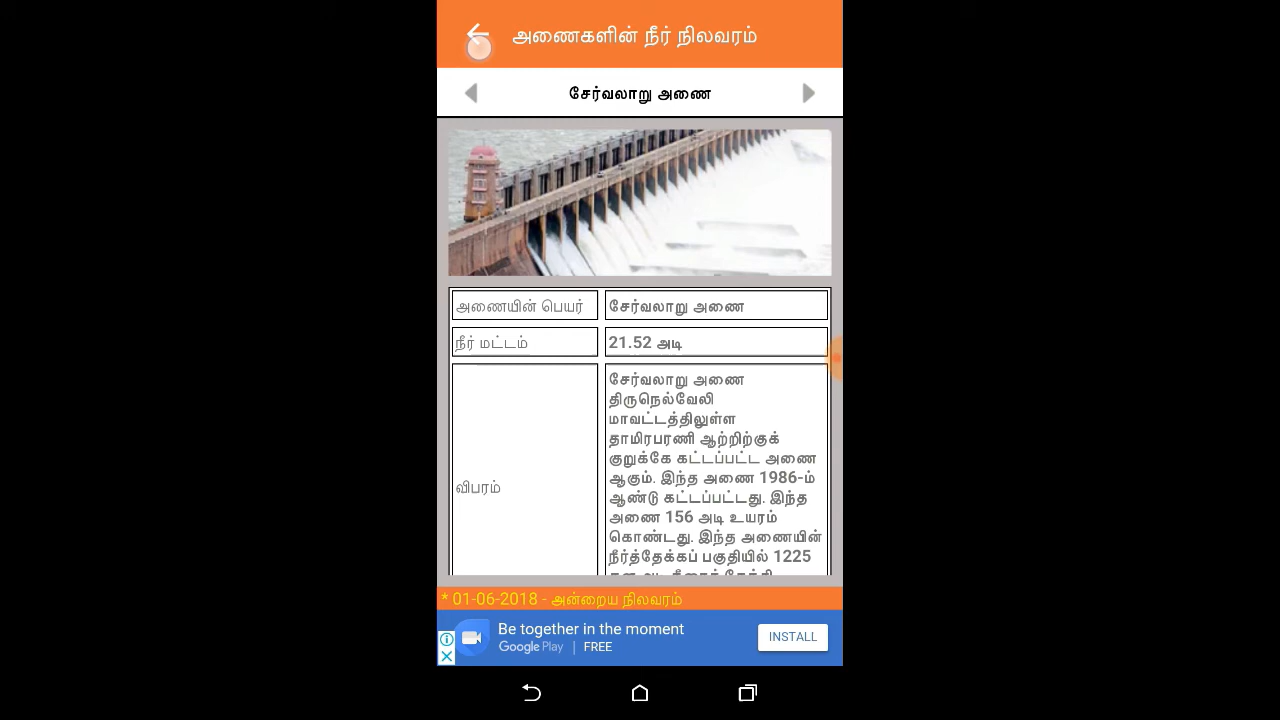 அணைகளின் நீர் நிலவரம்
சேர்வலாறு அணை
அணையின் பெயர்
சேர்வலாறு அணை
நீர் மட்டம்
21.52 அடி
விபரம்
சேர்வலாறு அணை
திருநெல்வேலி
மாவட்டத்திலுள்ள
தாமிரபரணி ஆற்றிற்குக்
குறுக்கே கட்டப்பட்ட அணை
ஆகும். இந்த அணை 1986-ம்
ஆண்டு கட்டப்பட்டது. இந்த
அணை 156 அடி உயரம்
கொண்டது. இந்த அணையின்
நீர்த்தேக்கப் பகுதியில் 1225
* 01-06-2018 - அன்றைய நிலவரம்
Be together in the moment
Google Play | FREE
INSTALL